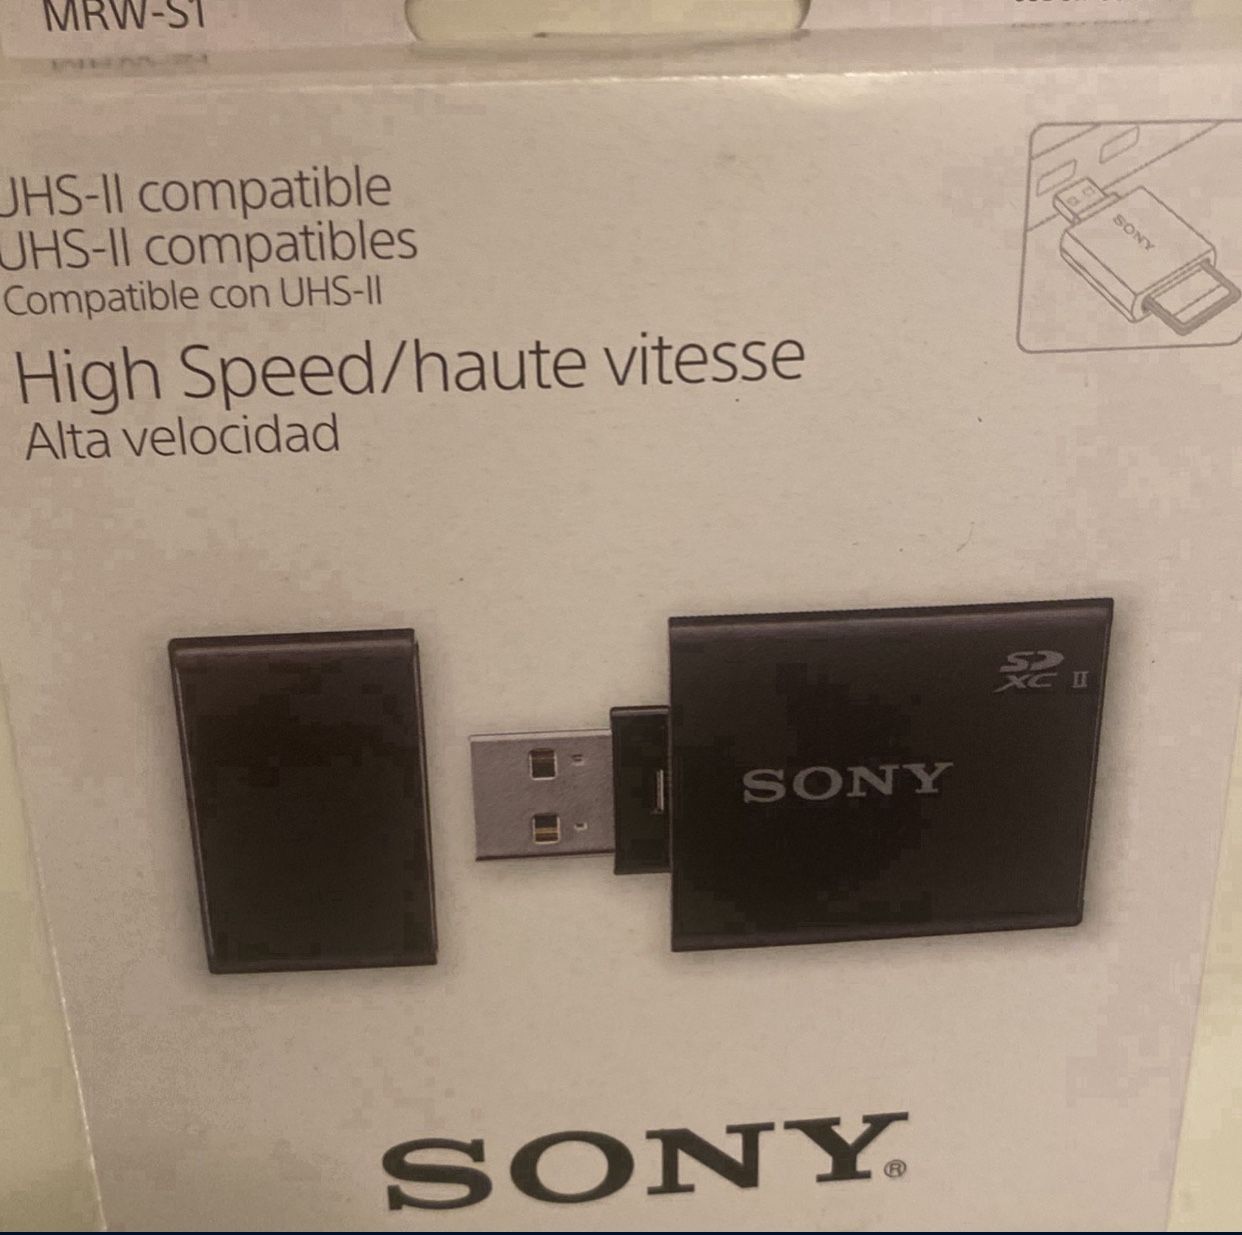 MRW-S1
UHS-II compatible
UHS-II compatibles
Compatible con UHS-II
High Speed/haute vitesse
Alta velocidad
SONY
SD
XC II
SONY
SONY®